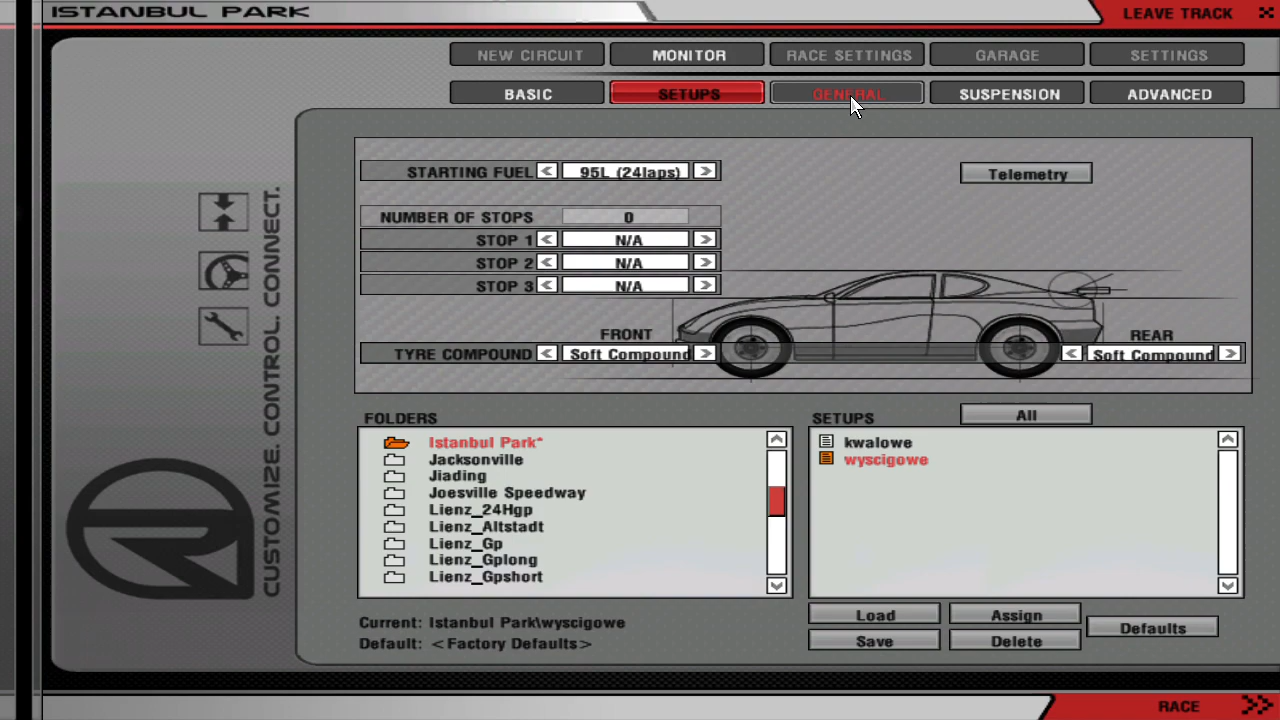 ISTANBUL PARK
LEAVE TRACK
NEW CIRCUIT
MONITOR
RACE SETTINGS
GARAGE
SETTINGS
BASIC
SETUPS
GENERAL
SUSPENSION
ADVANCED
STARTING FUEL < 95L (24laps) >
Telemetry
NUMBER OF STOPS 0
STOP 1 < N/A >
STOP 2 < N/A >
STOP 3 < N/A >
FRONT
REAR
TYRE COMPOUND < Soft Compound >
< Soft Compound >
CUSTOMIZE. CONTROL. CONNECT.
FOLDERS
Istanbul Park*
Jacksonville
Jiading
Joesville Speedway
Lienz_24Hgp
Lienz_Altstadt
Lienz_Gp
Lienz_Gplong
Lienz_Gpshort
SETUPS
All
kwalowe
wyscigowe
Load
Assign
Defaults
Save
Delete
Current: Istanbul Park\wyscigowe
Default: <Factory Defaults>
RACE >>